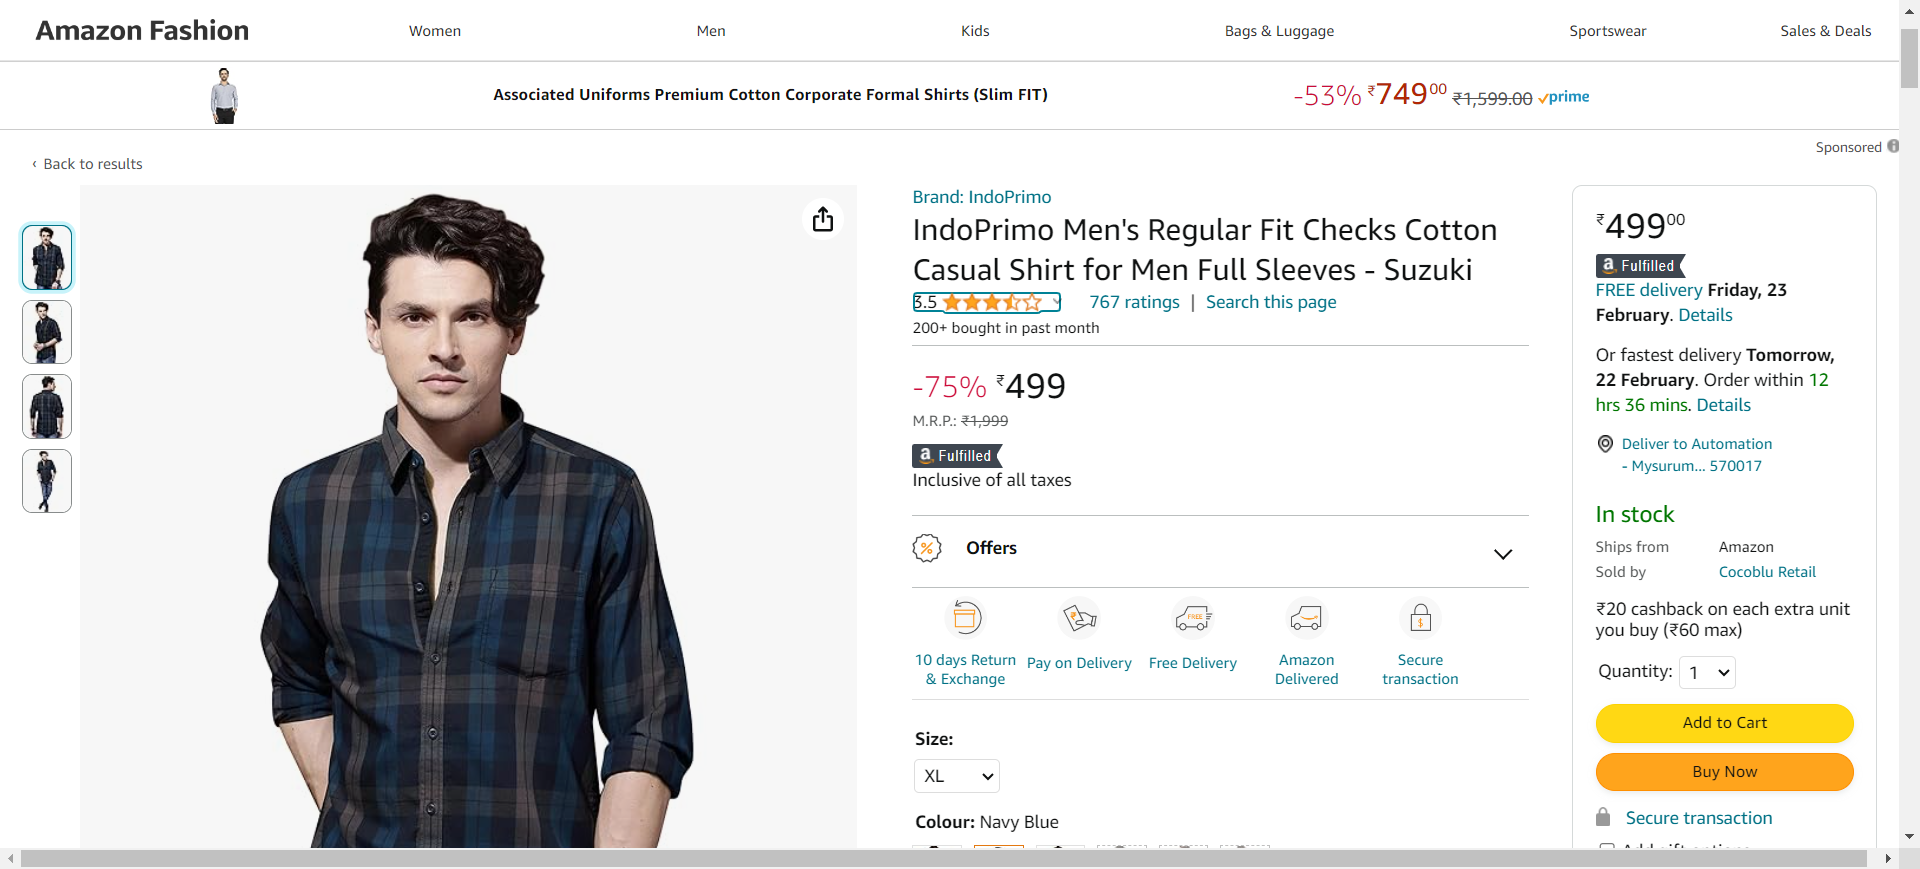 Amazon Fashion
Women
Men
Kids
Bags & Luggage
Sportswear
Sales & Deals
Associated Uniforms Premium Cotton Corporate Formal Shirts (Slim FIT)
-53% ₹749.00 ₹1,599.00 prime
Sponsored
‹ Back to results
Brand: IndoPrimo
IndoPrimo Men's Regular Fit Checks Cotton
Casual Shirt for Men Full Sleeves - Suzuki
3.5
767 ratings | Search this page
200+ bought in past month
-75% ₹499
M.R.P.: ₹1,999
a Fulfilled
Inclusive of all taxes
Offers
10 days Return
& Exchange
Pay on Delivery
FREE
Free Delivery
Amazon
Delivered
Secure
transaction
Size:
XL
Colour: Navy Blue
₹49900
a Fulfilled
FREE delivery Friday, 23
February. Details
Or fastest delivery Tomorrow,
22 February. Order within 12
hrs 36 mins. Details
Deliver to Automation
- Mysurum... 570017
In stock
Ships from Amazon
Sold by Cocoblu Retail
₹20 cashback on each extra unit
you buy (₹60 max)
Quantity: 1
Add to Cart
Buy Now
Secure transaction